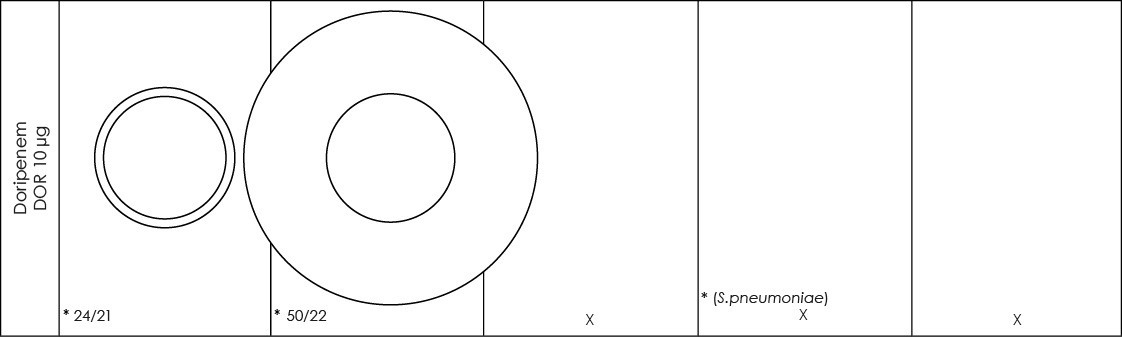 Doripenem
DOR 10 µg
* 24/21
* 50/22
X
* (S.pneumoniae)
X
X